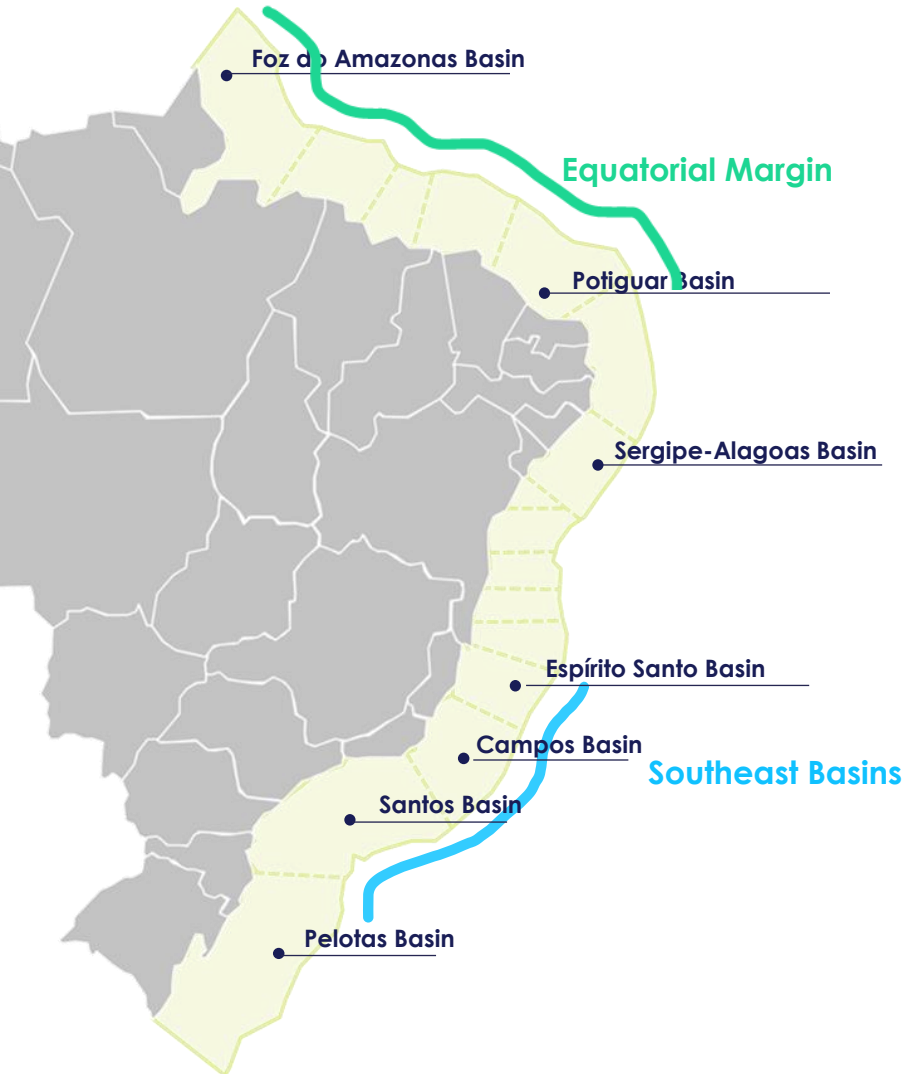 Foz do Amazonas Basin
Equatorial Margin
Potiguar Basin
Sergipe-Alagoas Basin
Espírito Santo Basin
Campos Basin
Southeast Basins
Santos Basin
Pelotas Basin